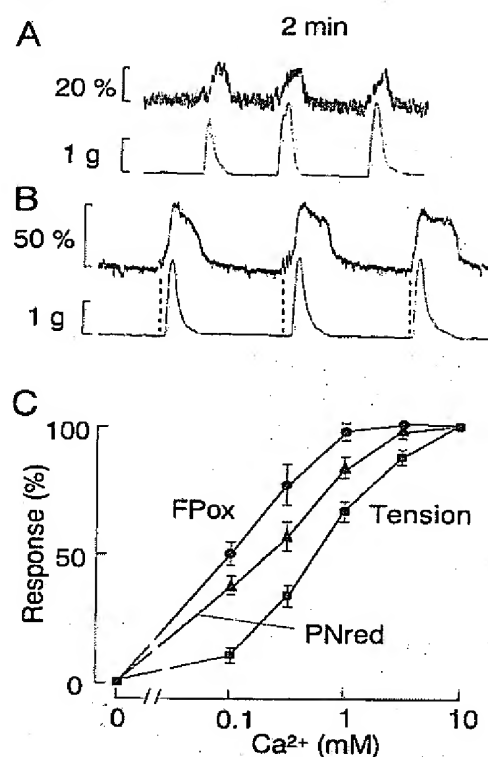 A
2 min
20 %
1 g
B
50 %
1 g
C
100
50
0
Response (%)
FPox
Tension
PNred
0
0.1
1
10
Ca²⁺ (mM)